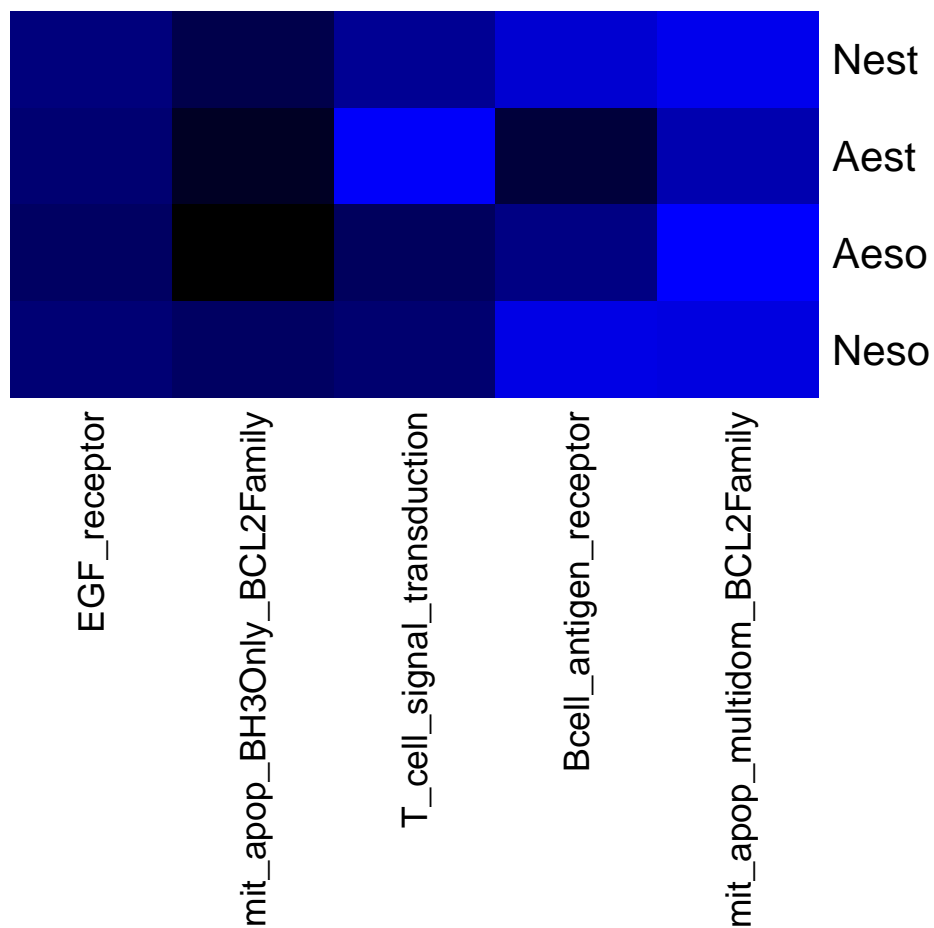 Nest
Aest
Aeso
Neso
EGF_receptor
mit_apop_BH3Only_BCL2Family
T_cell_signal_transduction
Bcell_antigen_receptor
mit_apop_multidom_BCL2Family